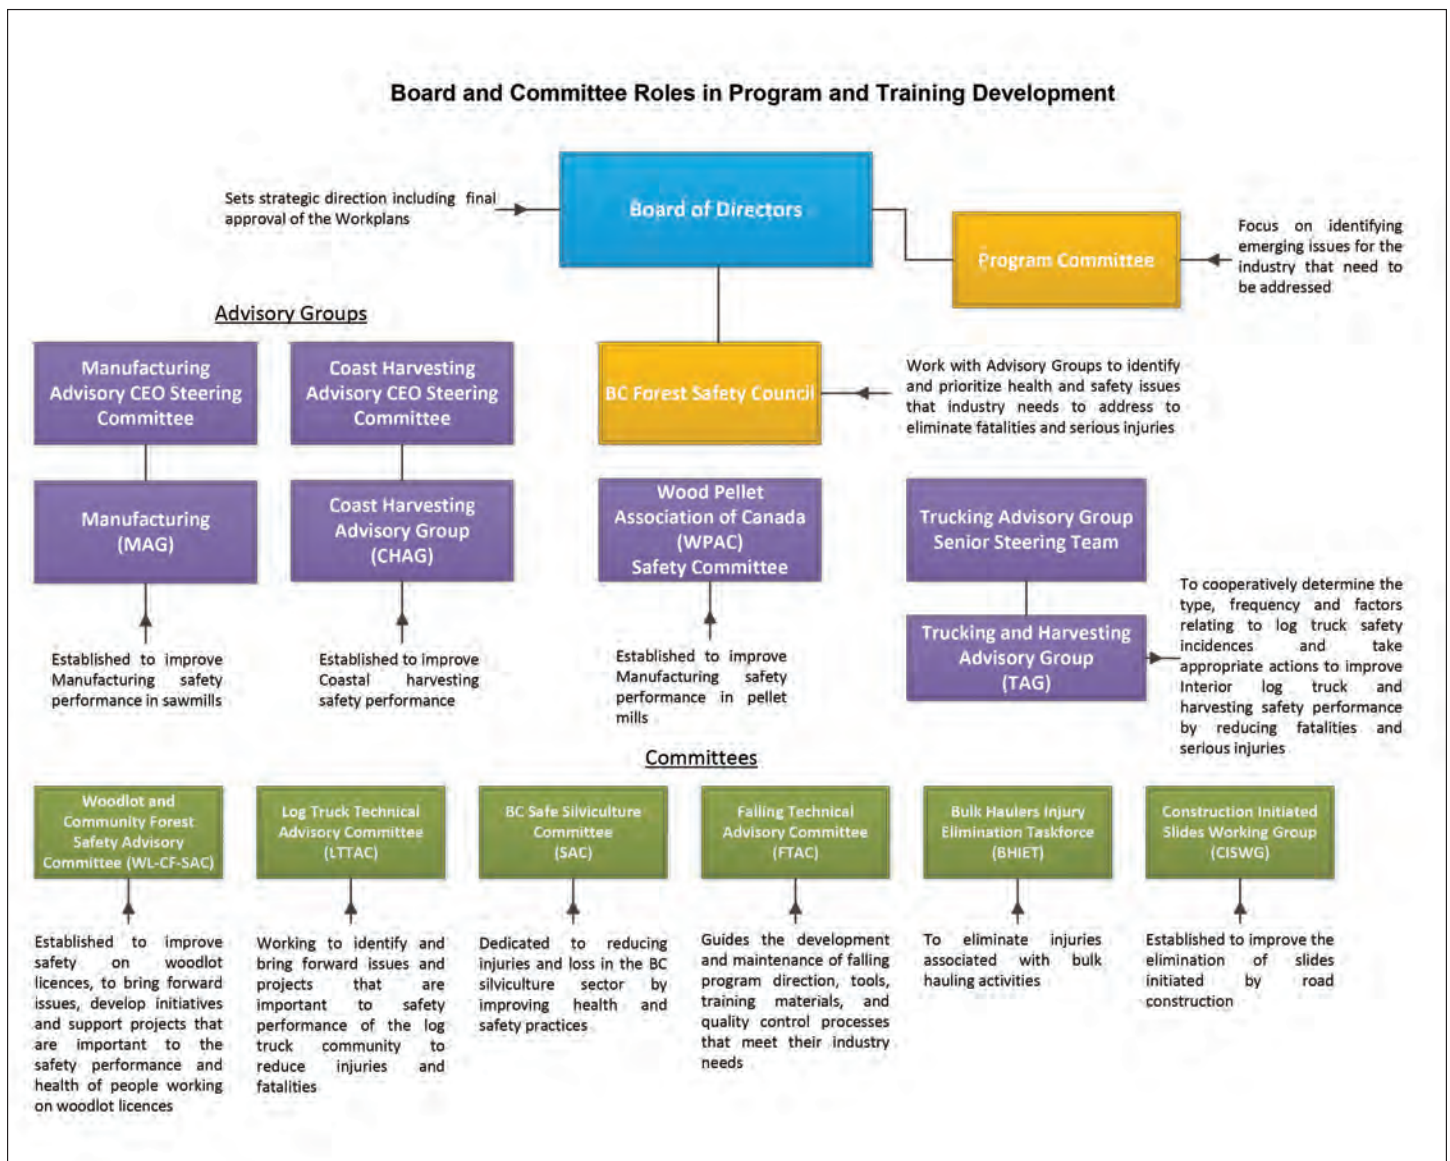 Board and Committee Roles in Program and Training Development
Sets strategic direction including final
approval of the Workplans
Board of Directors
Program Committee
Focus on identifying
emerging issues for the
industry that need to
be addressed
Advisory Groups
Manufacturing
Advisory CEO Steering
Committee
Coast Harvesting
Advisory CEO Steering
Committee
BC Forest Safety Council
Work with Advisory Groups to identify
and prioritize health and safety issues
that industry needs to address to
eliminate fatalities and serious injuries
Manufacturing
(MAG)
Coast Harvesting
Advisory Group
(CHAG)
Wood Pellet
Association of Canada
(WPAC)
Safety Committee
Trucking Advisory Group
Senior Steering Team
Trucking and Harvesting
Advisory Group
(TAG)
To cooperatively determine the
type, frequency and factors
relating to log truck safety
incidences and take
appropriate actions to improve
Interior log truck and
harvesting safety performance
by reducing fatalities and
serious injuries
Established to improve
Manufacturing safety
performance in sawmills
Established to improve
Coastal harvesting
safety performance
Established to improve
Manufacturing safety
performance in pellet
mills
Committees
Woodlot and
Community Forest
Safety Advisory
Committee (WL-CF-SAC)
Log Truck Technical
Advisory Committee
(LTTAC)
BC Safe Silviculture
Committee
(SAC)
Falling Technical
Advisory Committee
(FTAC)
Bulk Haulers Injury
Elimination Taskforce
(BHIET)
Construction Initiated
Slides Working Group
(CISWG)
Established to improve
safety on woodlot
licences, to bring forward
issues, develop initiatives
and support projects that
are important to the
safety performance and
health of people working
on woodlot licences
Working to identify and
bring forward issues and
projects that are
important to safety
performance of the log
truck community to
reduce injuries and
fatalities
Dedicated to reducing
injuries and loss in the BC
silviculture sector by
improving health and
safety practices
Guides the development
and maintenance of falling
program direction, tools,
training materials, and
quality control processes
that meet their industry
needs
To eliminate injuries
associated with bulk
hauling activities
Established to improve the
elimination of slides
initiated by road
construction